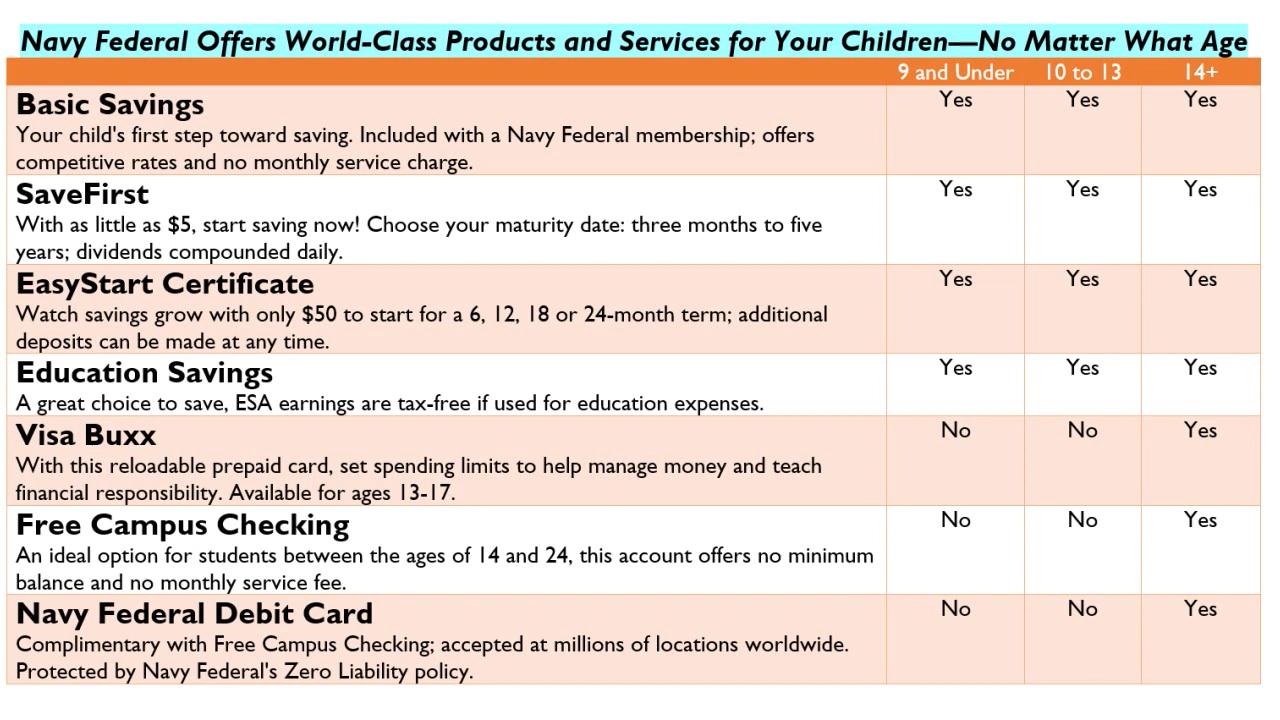 Navy Federal Offers World-Class Products and Services for Your Children—No Matter What Age
9 and Under 10 to 13 14+
Basic Savings Yes Yes Yes
Your child's first step toward saving. Included with a Navy Federal membership; offers
competitive rates and no monthly service charge.
SaveFirst Yes Yes Yes
With as little as $5, start saving now! Choose your maturity date: three months to five
years; dividends compounded daily.
EasyStart Certificate Yes Yes Yes
Watch savings grow with only $50 to start for a 6, 12, 18 or 24-month term; additional
deposits can be made at any time.
Education Savings Yes Yes Yes
A great choice to save, ESA earnings are tax-free if used for education expenses.
Visa Buxx No No Yes
With this reloadable prepaid card, set spending limits to help manage money and teach
financial responsibility. Available for ages 13-17.
Free Campus Checking No No Yes
An ideal option for students between the ages of 14 and 24, this account offers no minimum
balance and no monthly service fee.
Navy Federal Debit Card No No Yes
Complimentary with Free Campus Checking; accepted at millions of locations worldwide.
Protected by Navy Federal's Zero Liability policy.